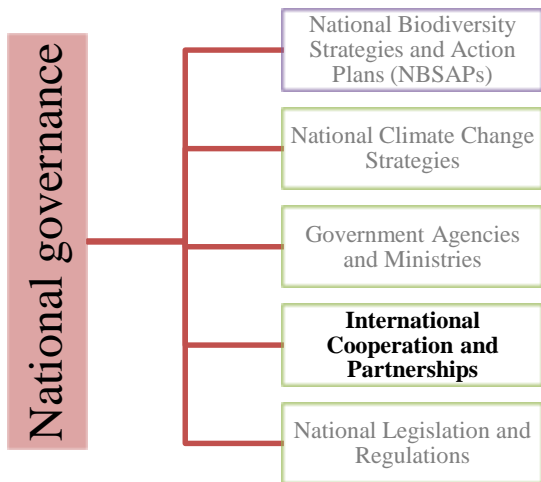 National governance
National Biodiversity
Strategies and Action
Plans (NBSAPs)
National Climate Change
Strategies
Government Agencies
and Ministries
International
Cooperation and
Partnerships
National Legislation and
Regulations